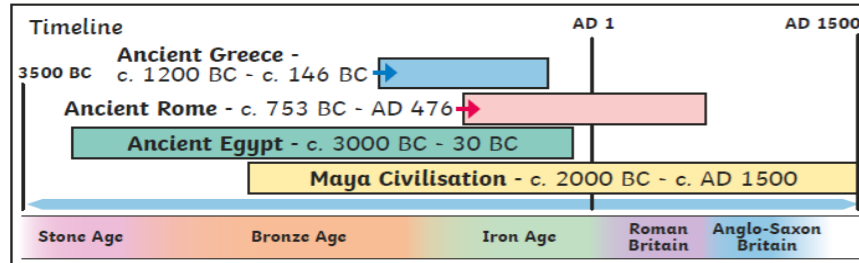 Timeline
AD 1
AD 1500
Ancient Greece -
c. 1200 BC - c. 146 BC
3500 BC
Ancient Rome - c. 753 BC - AD 476
Ancient Egypt - c. 3000 BC - 30 BC
Maya Civilisation - c. 2000 BC - c. AD 1500
Stone Age
Bronze Age
Iron Age
Roman
Britain
Anglo-Saxon
Britain